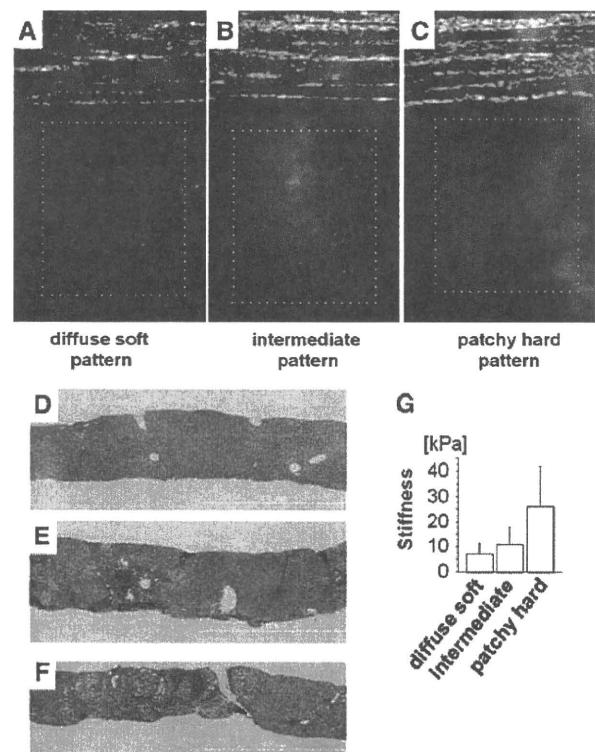 A
B
C
diffuse soft
pattern
intermediate
pattern
patchy hard
pattern
D
E
F
G
[kPa]
Stiffness
40
30
20
10
0
diffuse soft
Intermediate
patchy hard